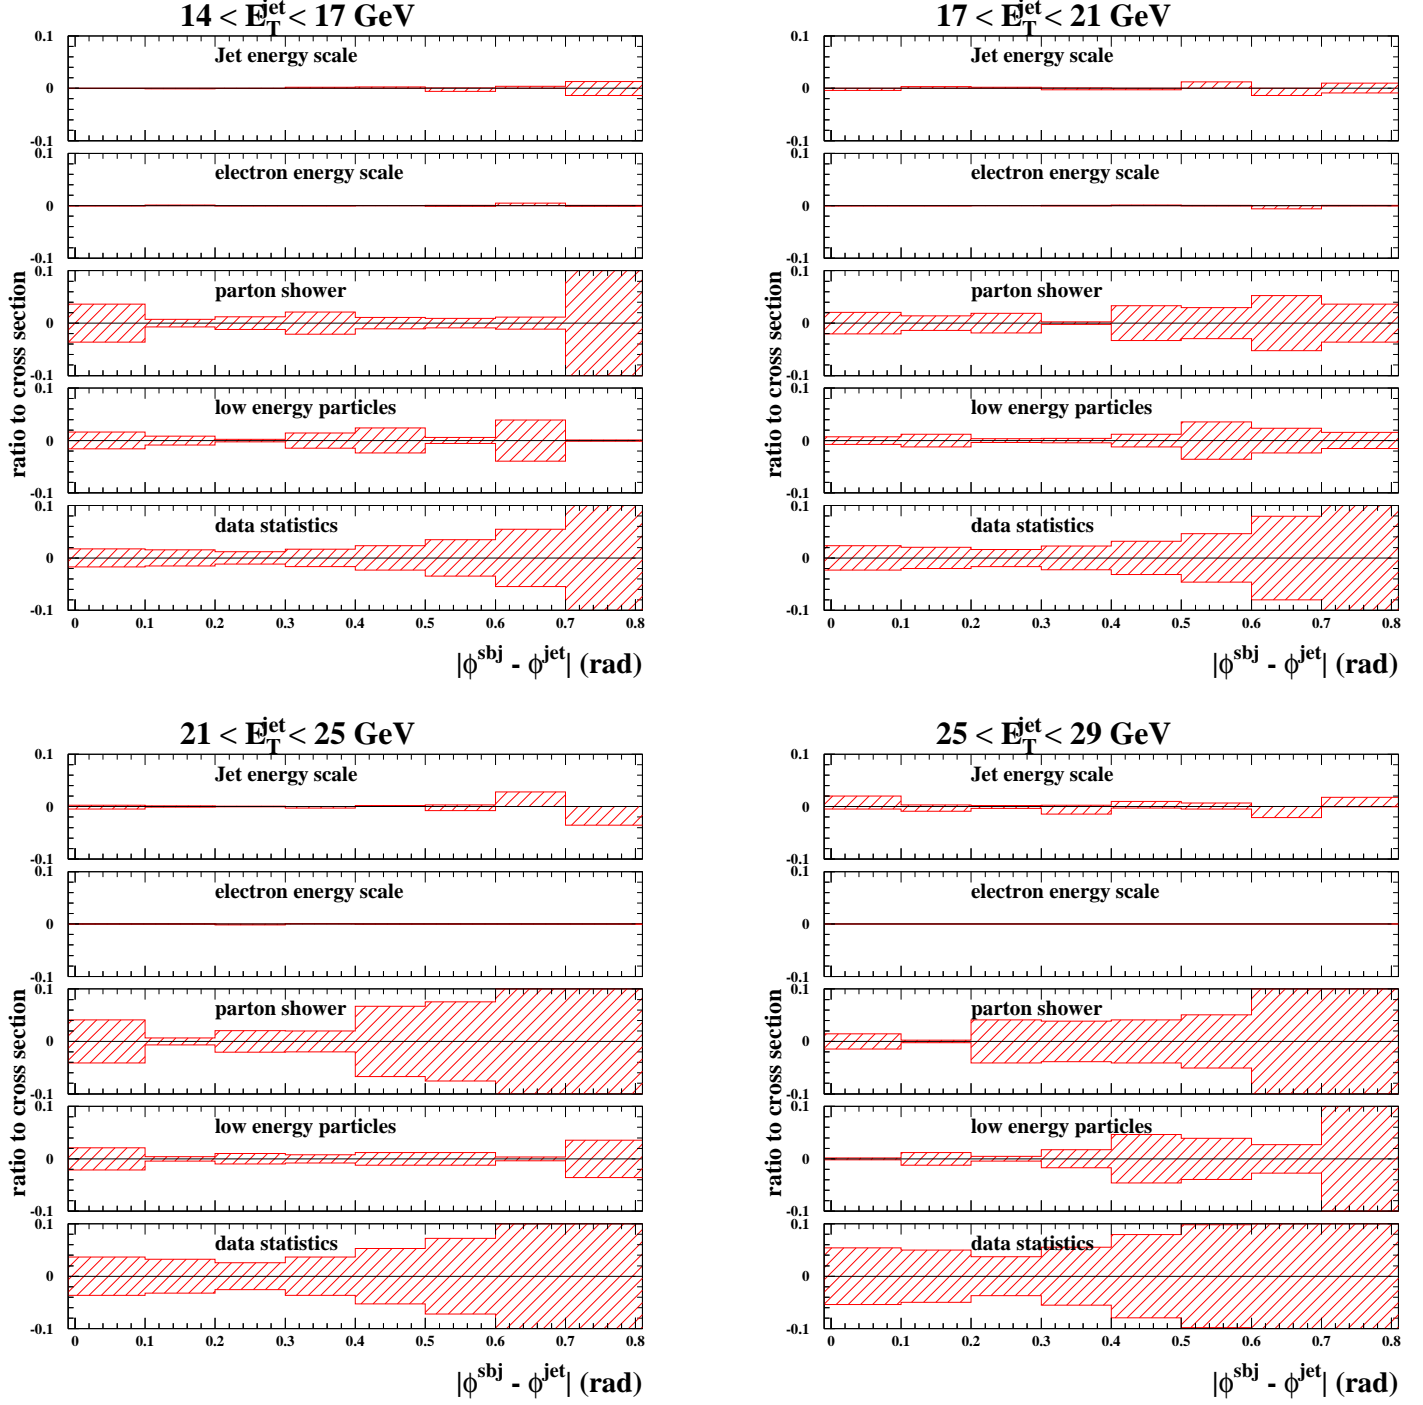 14 < E_T^jet < 17 GeV
0.1
Jet energy scale
0
-0.1
0.1
electron energy scale
0
-0.1
0.1
parton shower
0
-0.1
0.1
low energy particles
0
-0.1
0.1
data statistics
0
-0.1
0 0.1 0.2 0.3 0.4 0.5 0.6 0.7 0.8
ratio to cross section
|ϕ^sbj - ϕ^jet| (rad)
17 < E_T^jet < 21 GeV
0.1
Jet energy scale
0
-0.1
0.1
electron energy scale
0
-0.1
0.1
parton shower
0
-0.1
0.1
low energy particles
0
-0.1
0.1
data statistics
0
-0.1
0 0.1 0.2 0.3 0.4 0.5 0.6 0.7 0.8
ratio to cross section
|ϕ^sbj - ϕ^jet| (rad)
21 < E_T^jet < 25 GeV
0.1
Jet energy scale
0
-0.1
0.1
electron energy scale
0
-0.1
0.1
parton shower
0
-0.1
0.1
low energy particles
0
-0.1
0.1
data statistics
0
-0.1
0 0.1 0.2 0.3 0.4 0.5 0.6 0.7 0.8
ratio to cross section
|ϕ^sbj - ϕ^jet| (rad)
25 < E_T^jet < 29 GeV
0.1
Jet energy scale
0
-0.1
0.1
electron energy scale
0
-0.1
0.1
parton shower
0
-0.1
0.1
low energy particles
0
-0.1
0.1
data statistics
0
-0.1
0 0.1 0.2 0.3 0.4 0.5 0.6 0.7 0.8
ratio to cross section
|ϕ^sbj - ϕ^jet| (rad)